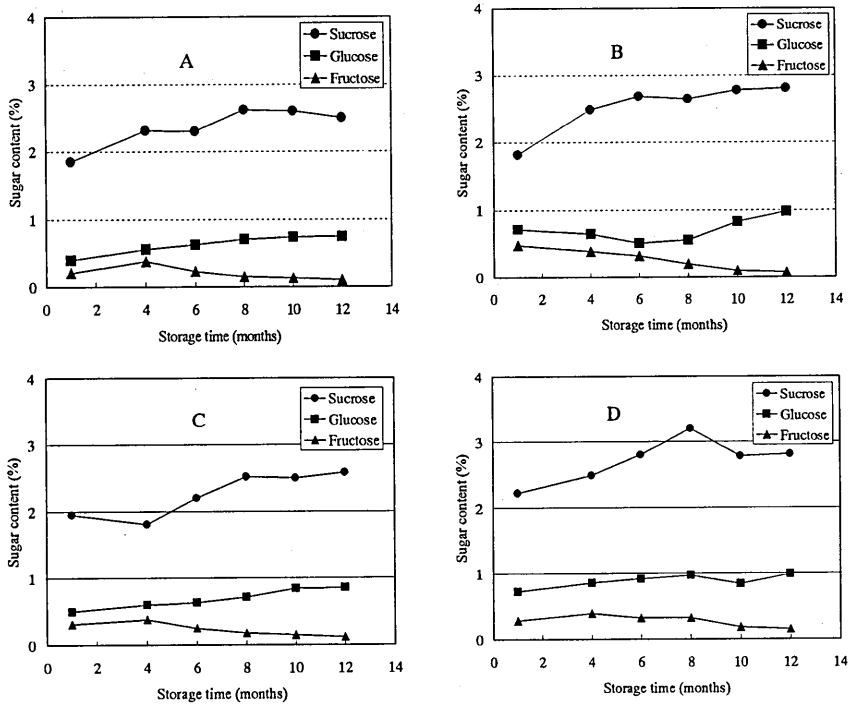 A
Sucrose
Glucose
Fructose
Sugar content (%)
4
3
2
1
0
0 2 4 6 8 10 12 14
Storage time (months)
B
Sucrose
Glucose
Fructose
Sugar content (%)
4
3
2
1
0
0 2 4 6 8 10 12 14
Storage time (months)
C
Sucrose
Glucose
Fructose
Sugar content (%)
4
3
2
1
0
0 2 4 6 8 10 12 14
Storage time (months)
D
Sucrose
Glucose
Fructose
Sugar content (%)
4
3
2
1
0
0 2 4 6 8 10 12 14
Storage time (months)